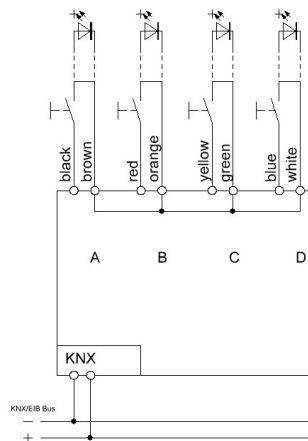 black
brown
red
orange
yellow
green
blue
white
A
B
C
D
KNX
KNX/EIB Bus
−
+